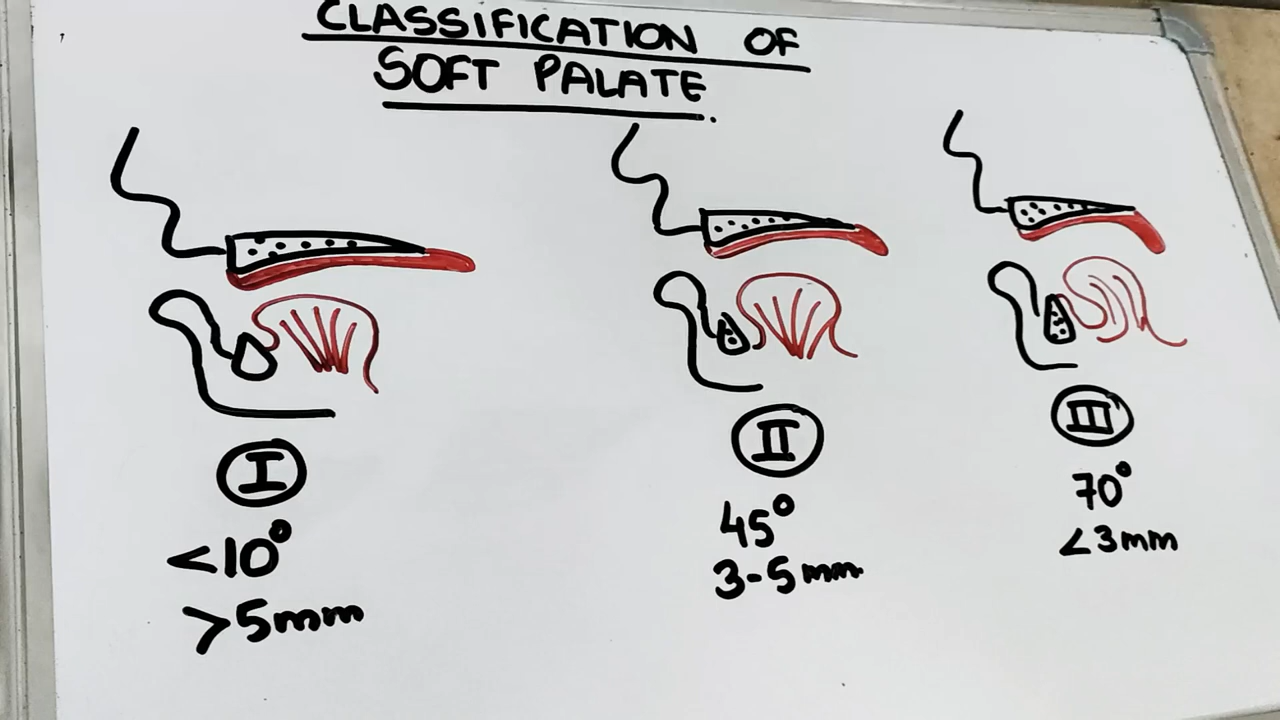 CLASSIFICATION OF
SOFT PALATE.
I
<10°
>5mm
II
45°
3-5mm
III
70°
<3mm